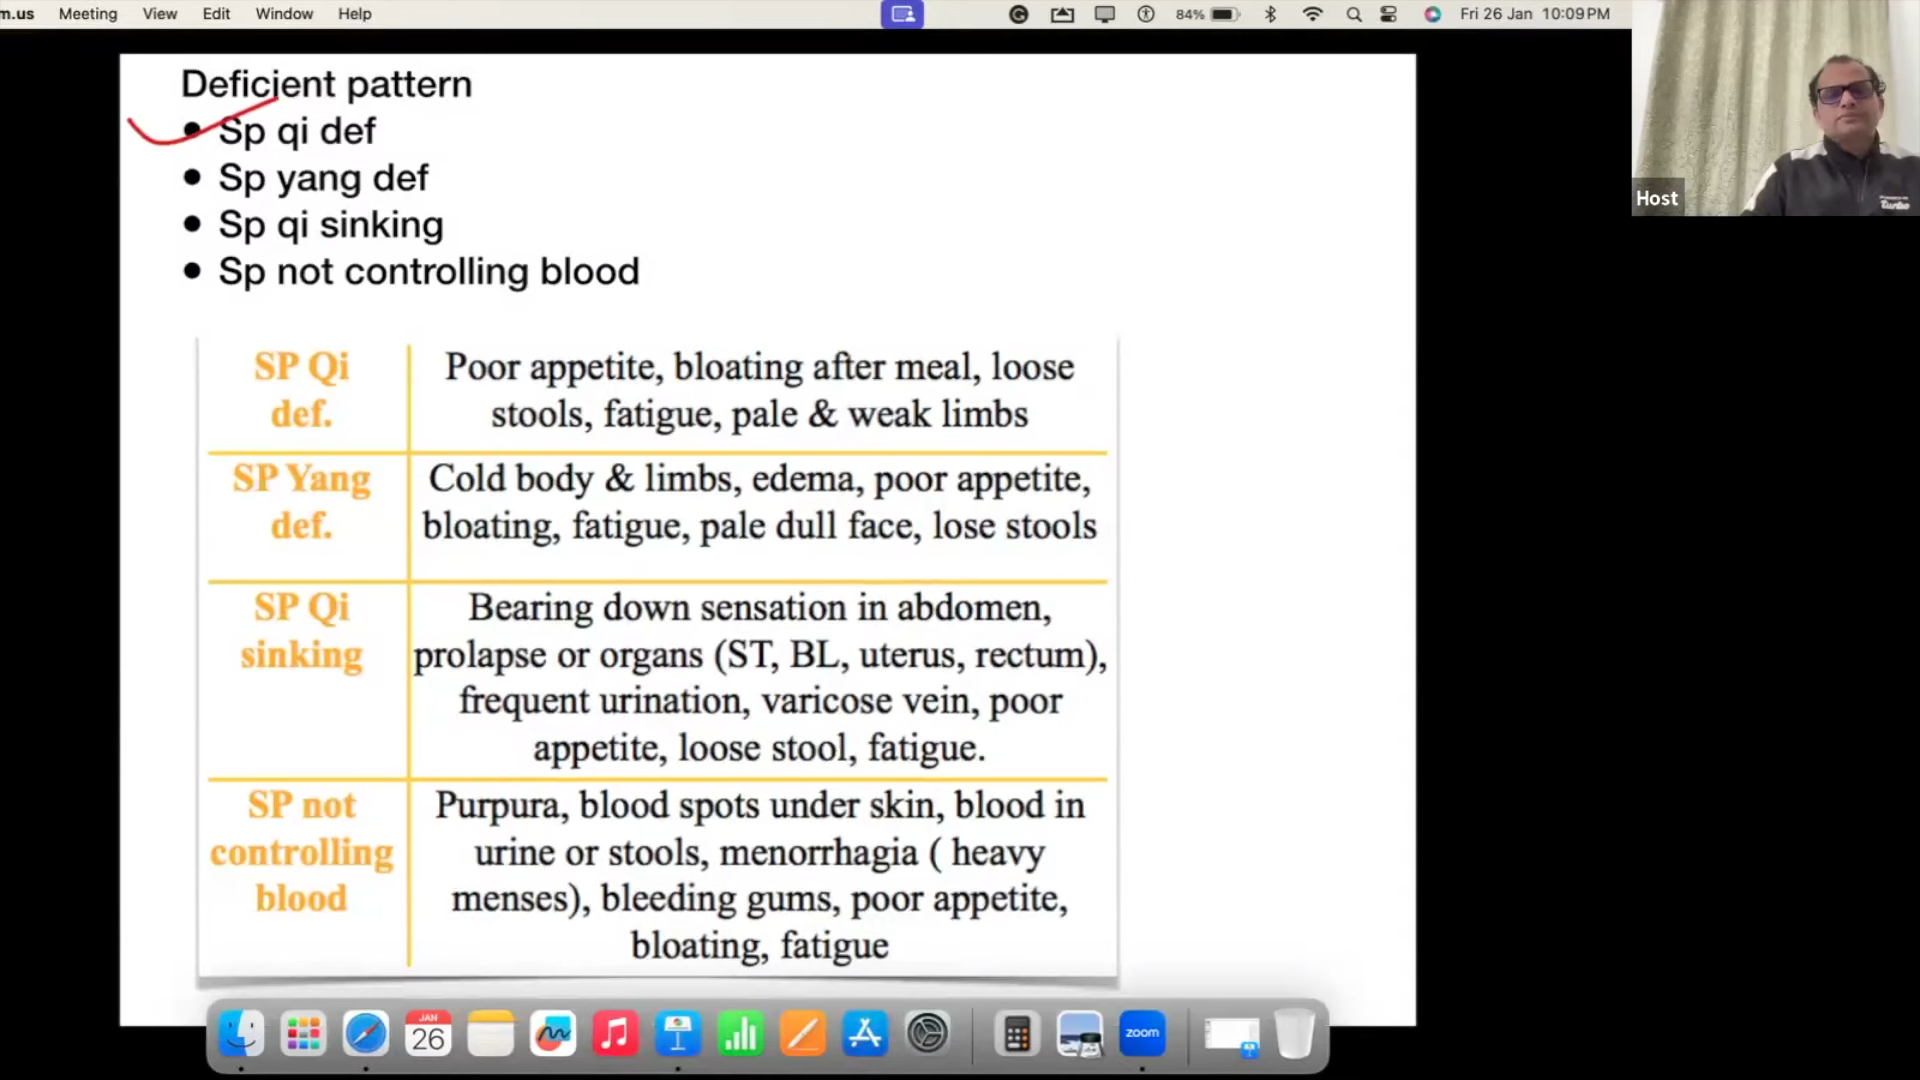 m.us Meeting View Edit Window Help 84% Fri 26 Jan 10:09 PM
Host
Deficient pattern
• Sp qi def
• Sp yang def
• Sp qi sinking
• Sp not controlling blood
SP Qi
def.
Poor appetite, bloating after meal, loose
stools, fatigue, pale & weak limbs
SP Yang
def.
Cold body & limbs, edema, poor appetite,
bloating, fatigue, pale dull face, lose stools
SP Qi
sinking
Bearing down sensation in abdomen,
prolapse or organs (ST, BL, uterus, rectum),
frequent urination, varicose vein, poor
appetite, loose stool, fatigue.
SP not
controlling
blood
Purpura, blood spots under skin, blood in
urine or stools, menorrhagia ( heavy
menses), bleeding gums, poor appetite,
bloating, fatigue
JAN
26
zoom